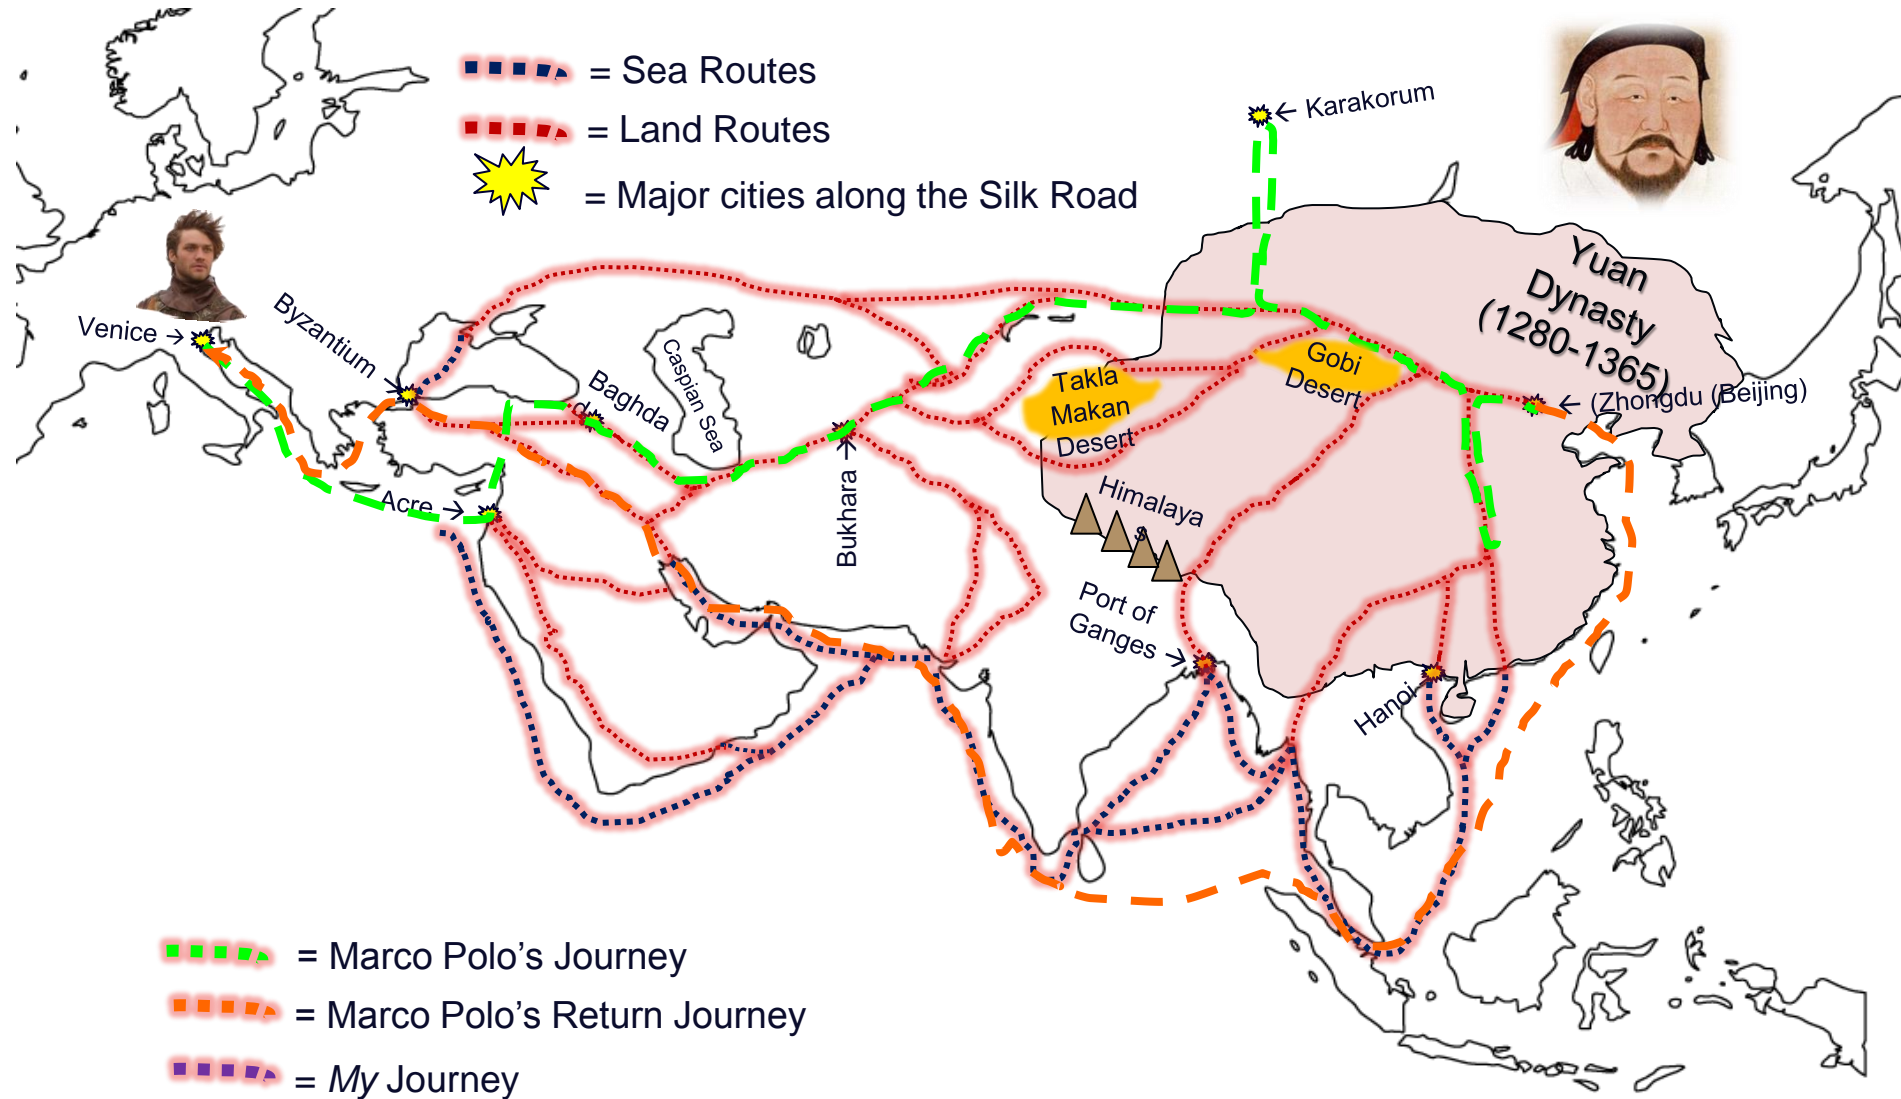 = Sea Routes
= Land Routes
= Major cities along the Silk Road
← Karakorum
Yuan
Dynasty
(1280-1365)
Venice →
Byzantium
Baghda
d
Caspian Sea
Takla
Makan
Desert
Gobi
Desert
← (Zhongdu (Beijing)
Acre →
Bukhara
Himalaya
s
Port of
Ganges →
Hanoi
= Marco Polo’s Journey
= Marco Polo’s Return Journey
= My Journey